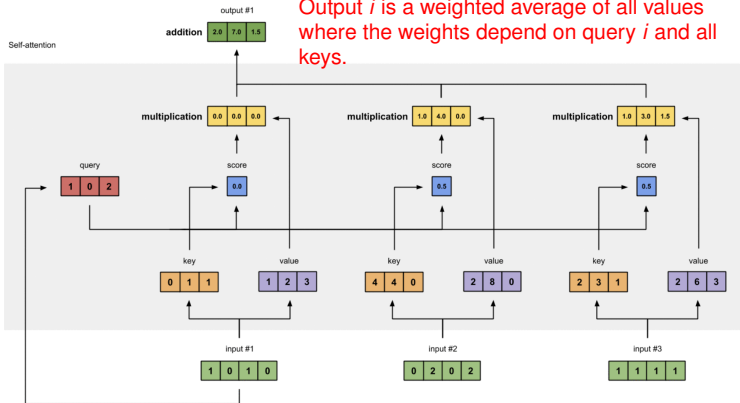 Output i is a weighted average of all values
where the weights depend on query i and all
keys.
output #1
addition 2.0 7.0 1.5
Self-attention
multiplication 0.0 0.0 0.0
multiplication 1.0 4.0 0.0
multiplication 1.0 3.0 1.5
query
score
score
score
1 0 2
0.0
0.5
0.5
key
value
key
value
key
value
0 1 1
1 2 3
4 4 0
2 8 0
2 3 1
2 6 3
input #1
input #2
input #3
1 0 1 0
0 2 0 2
1 1 1 1